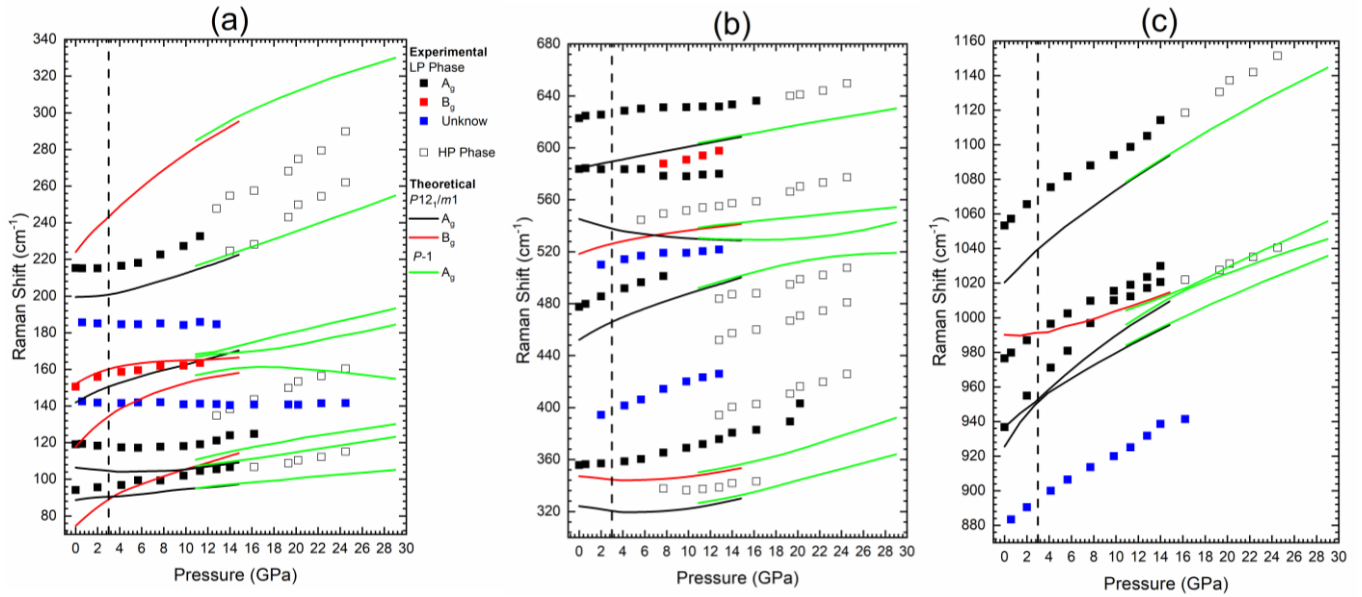 (a)
(b)
(c)
340
320
300
280
260
240
220
200
180
160
140
120
100
80
Raman Shift (cm-1)
0 2 4 6 8 10 12 14 16 18 20 22 24 26 28 30
Pressure (GPa)
Experimental
LP Phase
Ag
Bg
Unknow
HP Phase
Theoretical
P121/m1
Ag
Bg
P-1
Ag
680
640
600
560
520
480
440
400
360
320
Raman Shift (cm-1)
0 2 4 6 8 10 12 14 16 18 20 22 24 26 28 30
Pressure (GPa)
1160
1140
1120
1100
1080
1060
1040
1020
1000
980
960
940
920
900
880
Raman Shift (cm-1)
0 2 4 6 8 10 12 14 16 18 20 22 24 26 28 30
Pressure (GPa)